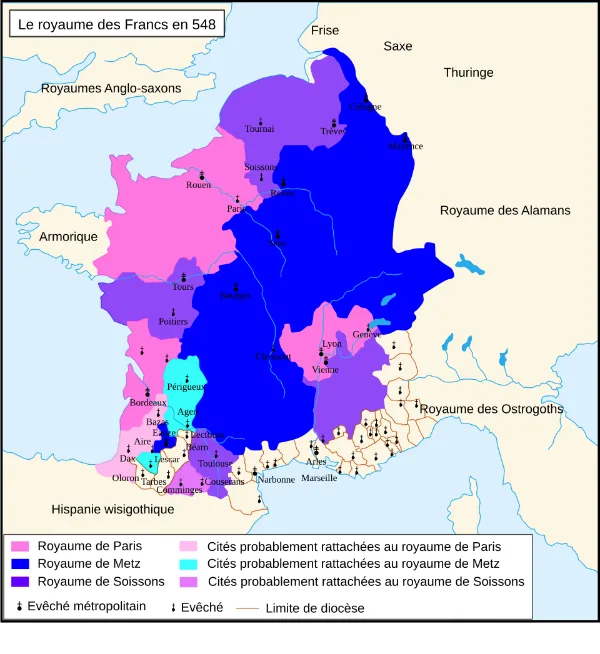 Le royaume des Francs en 548
Frise
Saxe
Thuringe
Royaumes Anglo-saxons
Cologne
Tournai
Trèves
Mayence
Soissons
Rouen
Reims
Paris
Royaume des Alamans
Armorique
Sens
Tours
Bourges
Poitiers
Genève
Lyon
Clermont
Vienne
Périgueux
Bordeaux
Agen
Royaume des Ostrogoths
Bazas
Eauze
Lectoure
Aire
Béarn
Dax
Lescar
Toulouse
Arles
Oloron
Tarbes
Comminges
Couserans
Narbonne
Marseille
Hispanie wisigothique
Royaume de Paris
Cités probablement rattachées au royaume de Paris
Royaume de Metz
Cités probablement rattachées au royaume de Metz
Royaume de Soissons
Cités probablement rattachées au royaume de Soissons
Evêché métropolitain
Evêché
Limite de diocèse